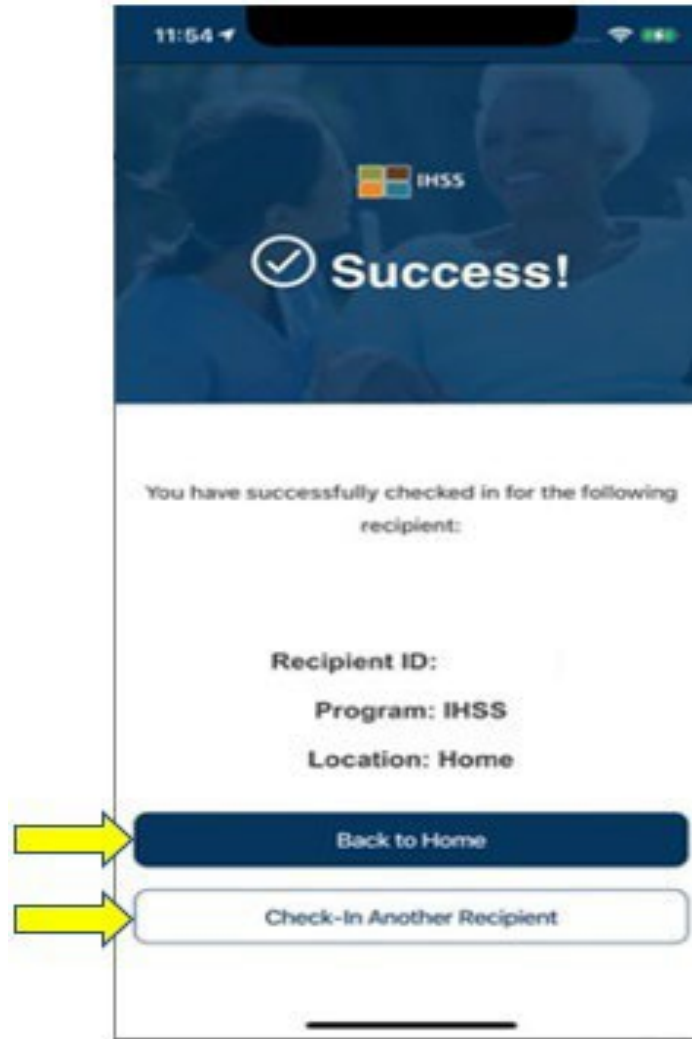 11:54
IHSS
Success!
You have successfully checked in for the following
recipient:
Recipient ID:
Program: IHSS
Location: Home
Back to Home
Check-In Another Recipient